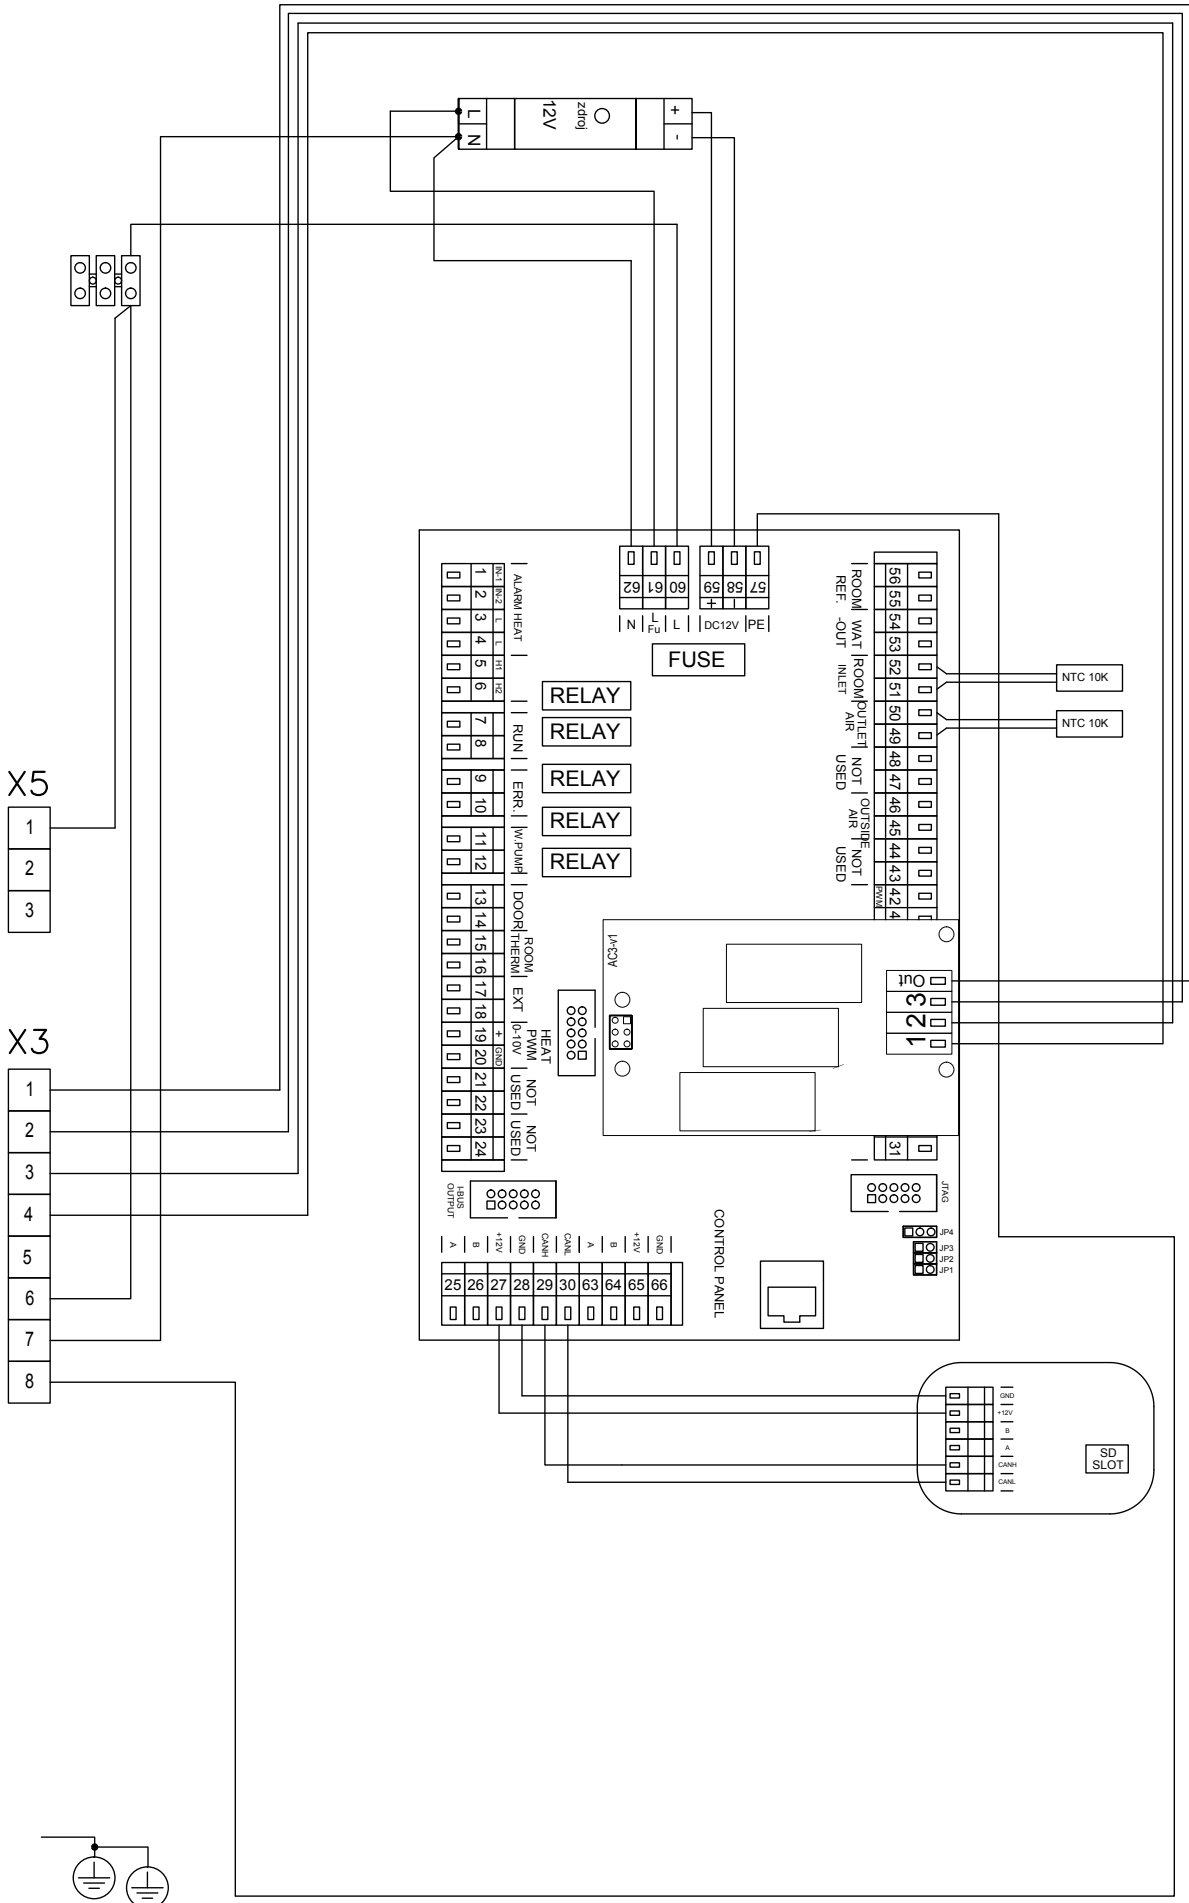 L
N
12V
zdroj
+
-
62
61
60
59
58
57
+
–
N
L
Fu
L
DC12V
PE
FUSE
RELAY
RELAY
RELAY
RELAY
RELAY
1 IN-1
2 IN-2
3 L
4 L
5 H1
6 H2
7
8
9
10
11
12
13
14
15
16
17
18
19 +
20 GND
21
22
23
24
ALARM HEAT
RUN
ERR.
W.PUMP
DOOR
ROOM
THERM
EXT
HEAT
PWM
0-10V
NOT
USED
NOT
USED
56
55
54
53
52
51
50
49
48
47
46
45
44
43
42
4
31
ROOM
REF.
WAT
-OUT
ROOM
INLET
OUTLET
AIR
NOT
USED
OUTSIDE
AIR
NOT
USED
PWM
NTC 10K
NTC 10K
X5
1
2
3
X3
1
2
3
4
5
6
7
8
AC3-v1
Out
3
2
1
I-BUS
OUTPUT
JTAG
JP4
JP3
JP2
JP1
CONTROL PANEL
A
B
+12V
GND
CANH
CANL
A
B
+12V
GND
25 26 27 28 29 30 63 64 65 66
GND
+12V
B
A
CANH
CANL
SD
SLOT